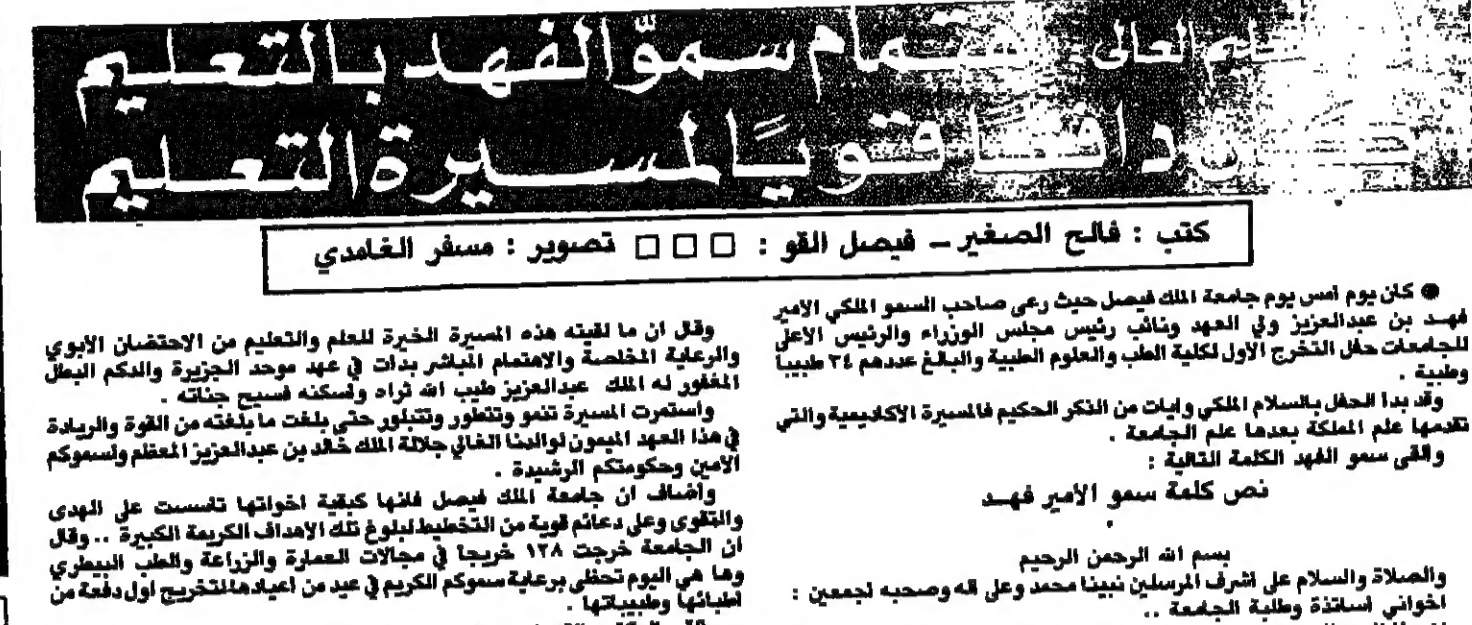 اهتمام سموّ الفهد بالتعليم
كان دافعًا قويًا لمسيرة التعليم
كتب : فالح الصغير ـ فيصل القو : □ □ □ تصوير : مسفر الغامدي
● كان يوم امس يوم جامعة الملك فيصل حيث رعى صاحب السمو الملكي الامير
فهـد بن عبدالعزيز ولي العهد ونائب رئيس مجلس الوزراء والرئيس الاعلى
للجامعات حفل التخرج الاول لكلية الطب والعلوم الطبية والبالغ عددهم ٣٤ طبيبا
وطبيبة .
وقد بدا الحفل بالسلام الملكي وايات من الذكر الحكيم فالمسيرة الاكاديمية والتي
تقدمها علم المملكة بعدها علم الجامعة .
والقى سمو الفهد الكلمة التالية :
نص كلمة سمو الأمير فهـد
بسم الله الرحمن الرحيم
والصلاة والسلام على اشرف المرسلين نبينا محمد وعلى اله وصحبه اجمعين :
اخواني اساتذة وطلبة الجامعة ..
وقال ان ما لقيته هذه المسيرة الخيرة للعلم والتعليم من الاحتضان الأبوي
والرعاية المخلصة والاهتمام المباشر بدات في عهد موحد الجزيرة والدكم البطل
المغفور له الملك عبدالعزيز طيب الله ثراه واسكنه فسيح جناته .
واستمرت المسيرة تنمو وتتطور وتتبلور حتى بلغت ما بلغته من القوة والريادة
في هذا العهد الميمون لوالدنا الغالي جلالة الملك خالد بن عبدالعزيز المعظم ولسموكم
الأمين وحكومتكم الرشيدة .
واضاف ان جامعة الملك فيصل فانها كبقية اخواتها تاسست على الهدى
والتقوى وعلى دعائم قوية من التخطيط لبلوغ تلك الاهداف الكريمة الكبيرة .. وقال
ان الجامعة خرجت ١٢٨ خريجا في مجالات العمارة والزراعة والطب البيطري
وها هي اليوم تحظى برعاية سموكم الكريم في عيد من اعيادها لتخريج اول دفعة من
اطبائها وطبيباتها .